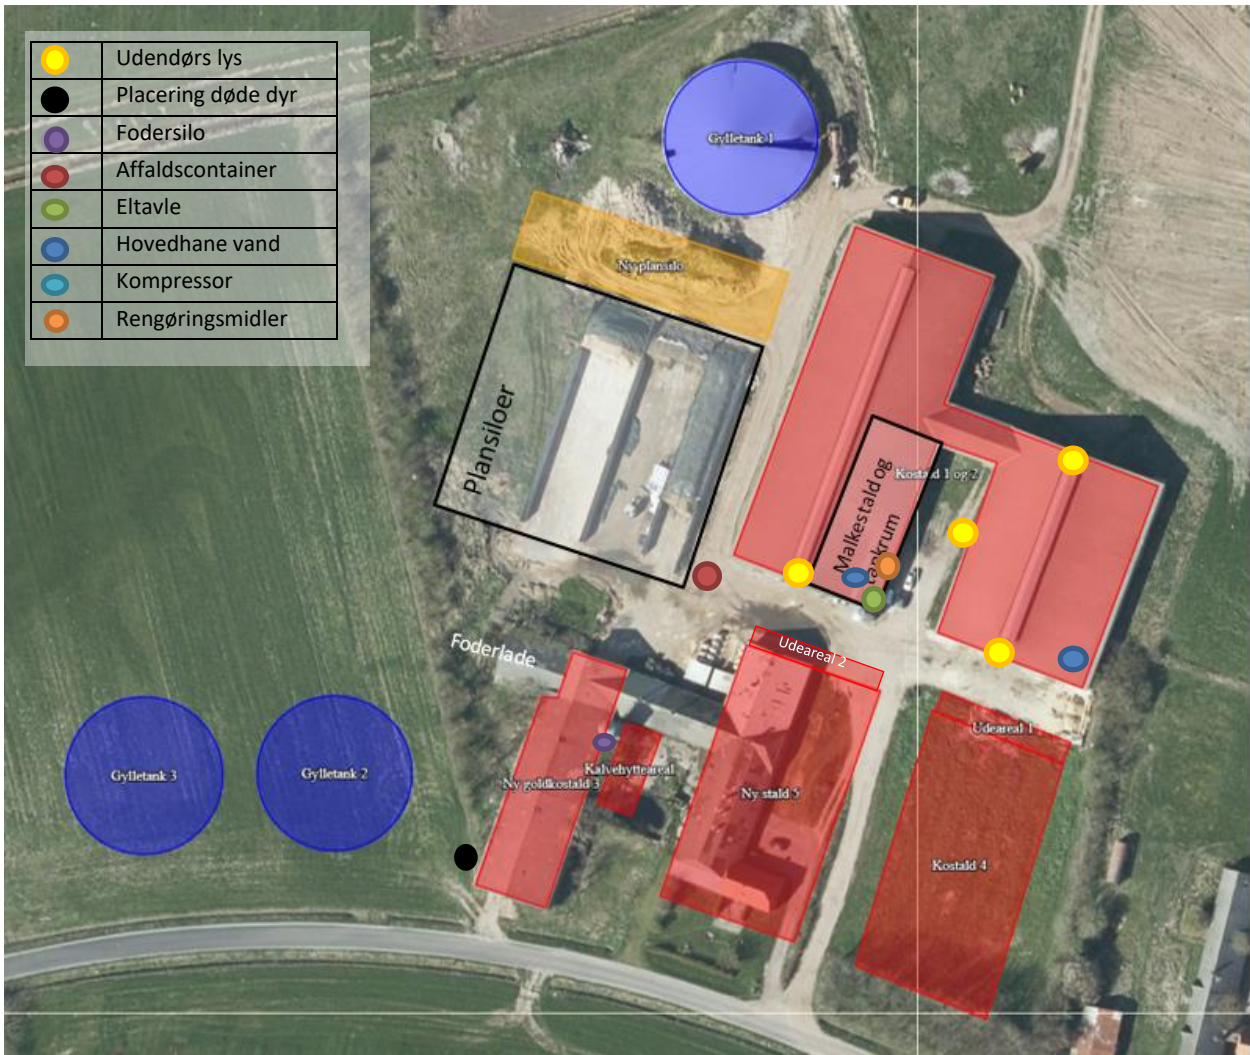 Udendørs lys
Placering døde dyr
Fodersilo
Affaldscontainer
Eltavle
Hovedhane vand
Kompressor
Rengøringsmidler
Gylletank 1
Ny plansilo
Plansiloer
Kostald 1 og 2
Malkestald og
tankrum
Foderlade
Udeareal 2
Udeareal 1
Gylletank 3
Gylletank 2
Kalvehytteareal
Ny goldkostald 3
Ny stald 5
Kostald 4